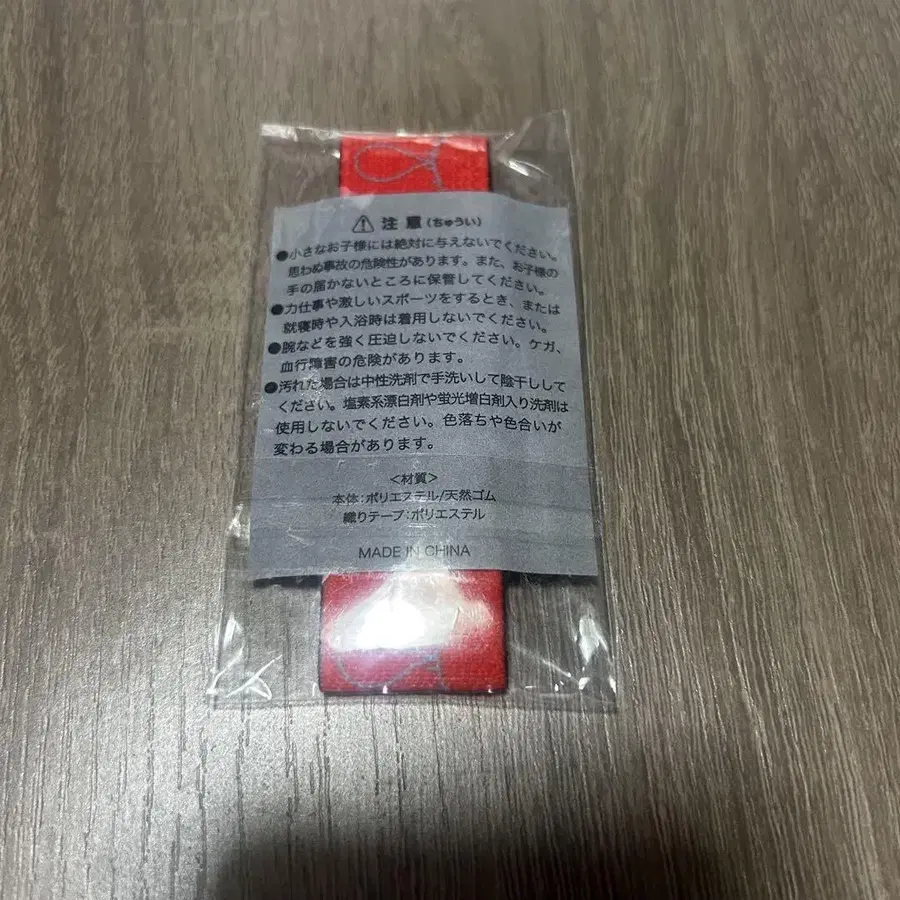 ⚠ 注意(ちゅうい)
●小さなお子様には絶対に与えないでください。
思わぬ事故の危険性があります。また、お子様の
手の届かないところに保管してください。
●力仕事や激しいスポーツをするとき、または
就寝時や入浴時は着用しないでください。
●腕などを強く圧迫しないでください。ケガ、
血行障害の危険があります。
●汚れた場合は中性洗剤で手洗いして陰干しして
ください。塩素系漂白剤や蛍光増白剤入り洗剤は
使用しないでください。色落ちや色合いが
変わる場合があります。
<材質>
本体:ポリエステル/天然ゴム
織りテープ:ポリエステル
MADE IN CHINA